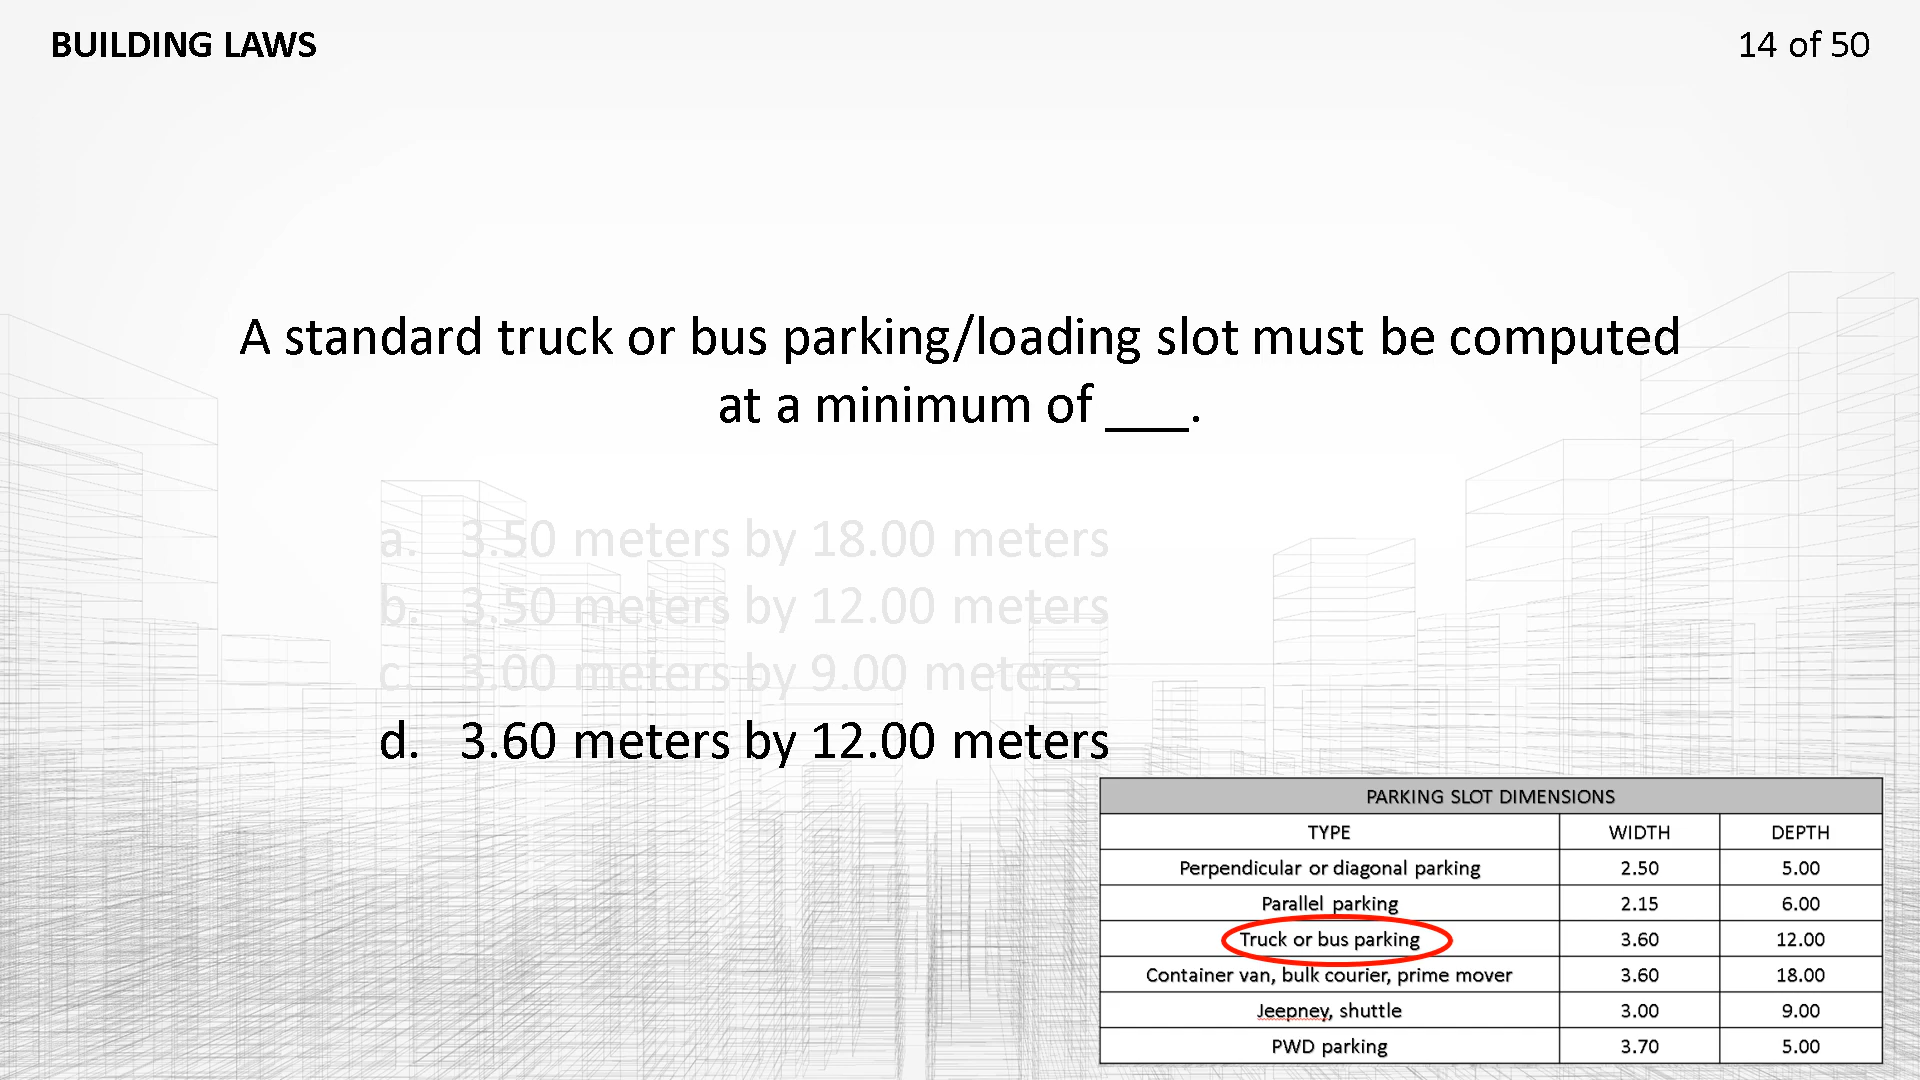 BUILDING LAWS
14 of 50
A standard truck or bus parking/loading slot must be computed
at a minimum of ___.
a. 3.50 meters by 18.00 meters
b. 3.50 meters by 12.00 meters
c. 3.00 meters by 9.00 meters
d. 3.60 meters by 12.00 meters
PARKING SLOT DIMENSIONS
TYPE WIDTH DEPTH
Perpendicular or diagonal parking 2.50 5.00
Parallel parking 2.15 6.00
Truck or bus parking 3.60 12.00
Container van, bulk courier, prime mover 3.60 18.00
Jeepney, shuttle 3.00 9.00
PWD parking 3.70 5.00